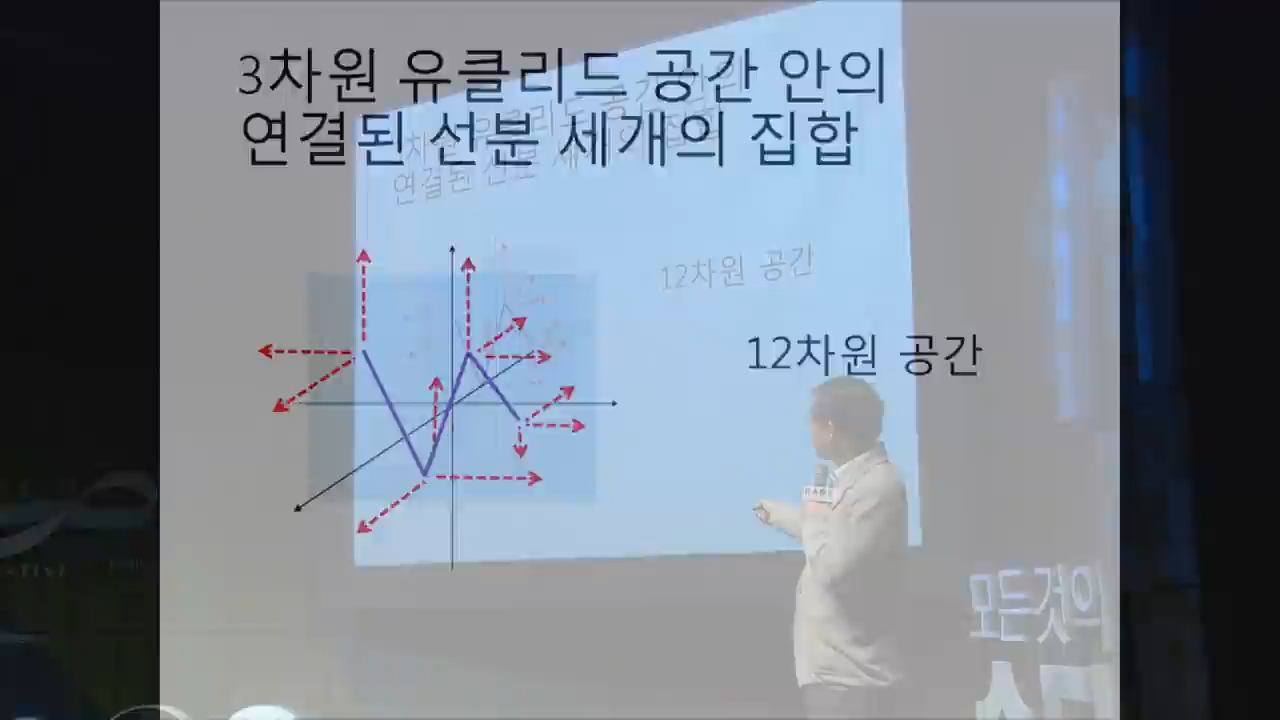 3차원 유클리드 공간 안의
연결된 선분 세개의 집합
12차원 공간
12차원 공간
모든것의